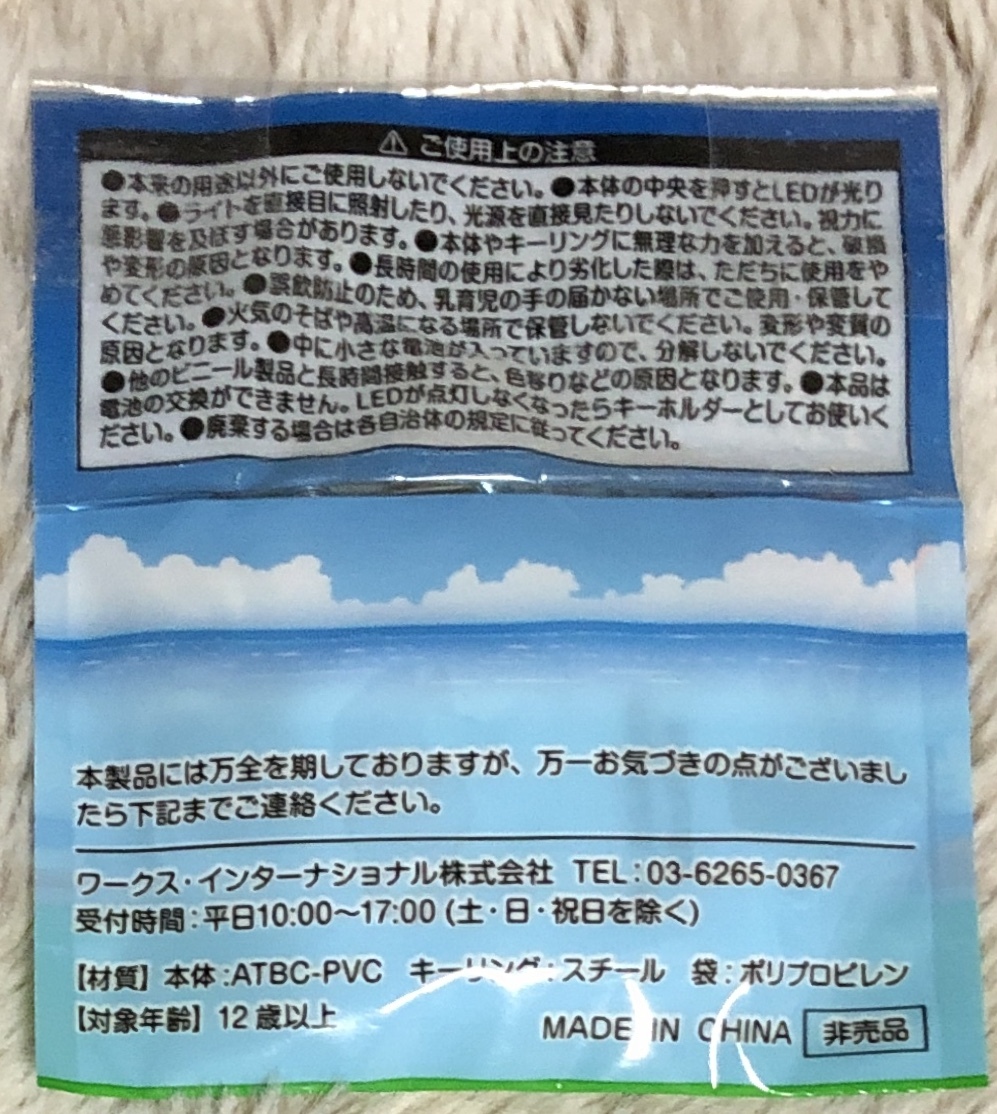 ⚠ ご使用上の注意
●本来の用途以外にご使用しないでください。●本体の中央を押すとLEDが光り
ます。●ライトを直接目に照射したり、光源を直接見たりしないでください。視力に
悪影響を及ぼす場合があります。●本体やキーリングに無理な力を加えると、破損
や変形の原因となります。●長時間の使用により劣化した際は、ただちに使用をや
めてください。●誤飲防止のため、乳育児の手の届かない場所でご使用・保管して
ください。●火気のそばや高温になる場所で保管しないでください。変形や変質の
原因となります。●中に小さな電池が入っていますので、分解しないでください。
●他のビニール製品と長時間接触すると、色移りなどの原因となります。●本品は
電池の交換ができません。LEDが点灯しなくなったらキーホルダーとしてお使いく
ださい。●廃棄する場合は各自治体の規定に従ってください。
本製品には万全を期しておりますが、万一お気づきの点がございまし
たら下記までご連絡ください。
ワークス・インターナショナル株式会社 TEL:03-6265-0367
受付時間:平日10:00〜17:00 (土・日・祝日を除く)
【材質】本体:ATBC-PVC キーリング:スチール 袋:ポリプロピレン
【対象年齢】12歳以上
MADE IN CHINA 非売品